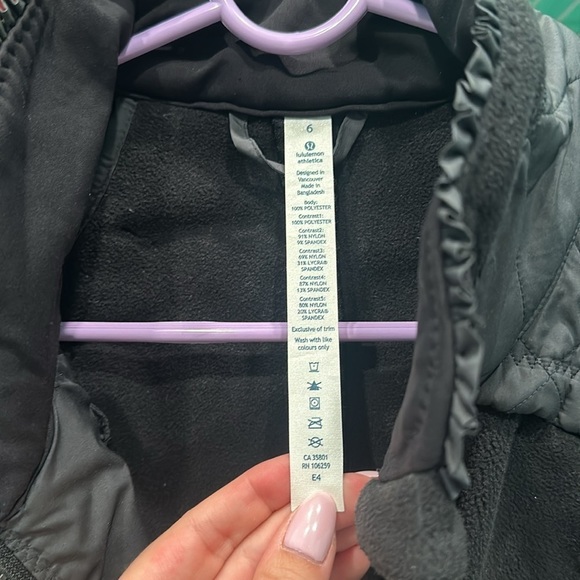 6
lululemon
athletica
Designed in
Vancouver
Made in
Bangladesh
Body:
100% POLYESTER
Contrast1:
100% POLYESTER
Contrast2:
91% NYLON
9% SPANDEX
Contrast3:
69% NYLON
31% LYCRA®
SPANDEX
Contrast4:
87% NYLON
13% SPANDEX
Contrast5:
80% NYLON
20% LYCRA®
SPANDEX
Exclusive of trim
Wash with like
colours only
CA 35801
RN 106259
E4